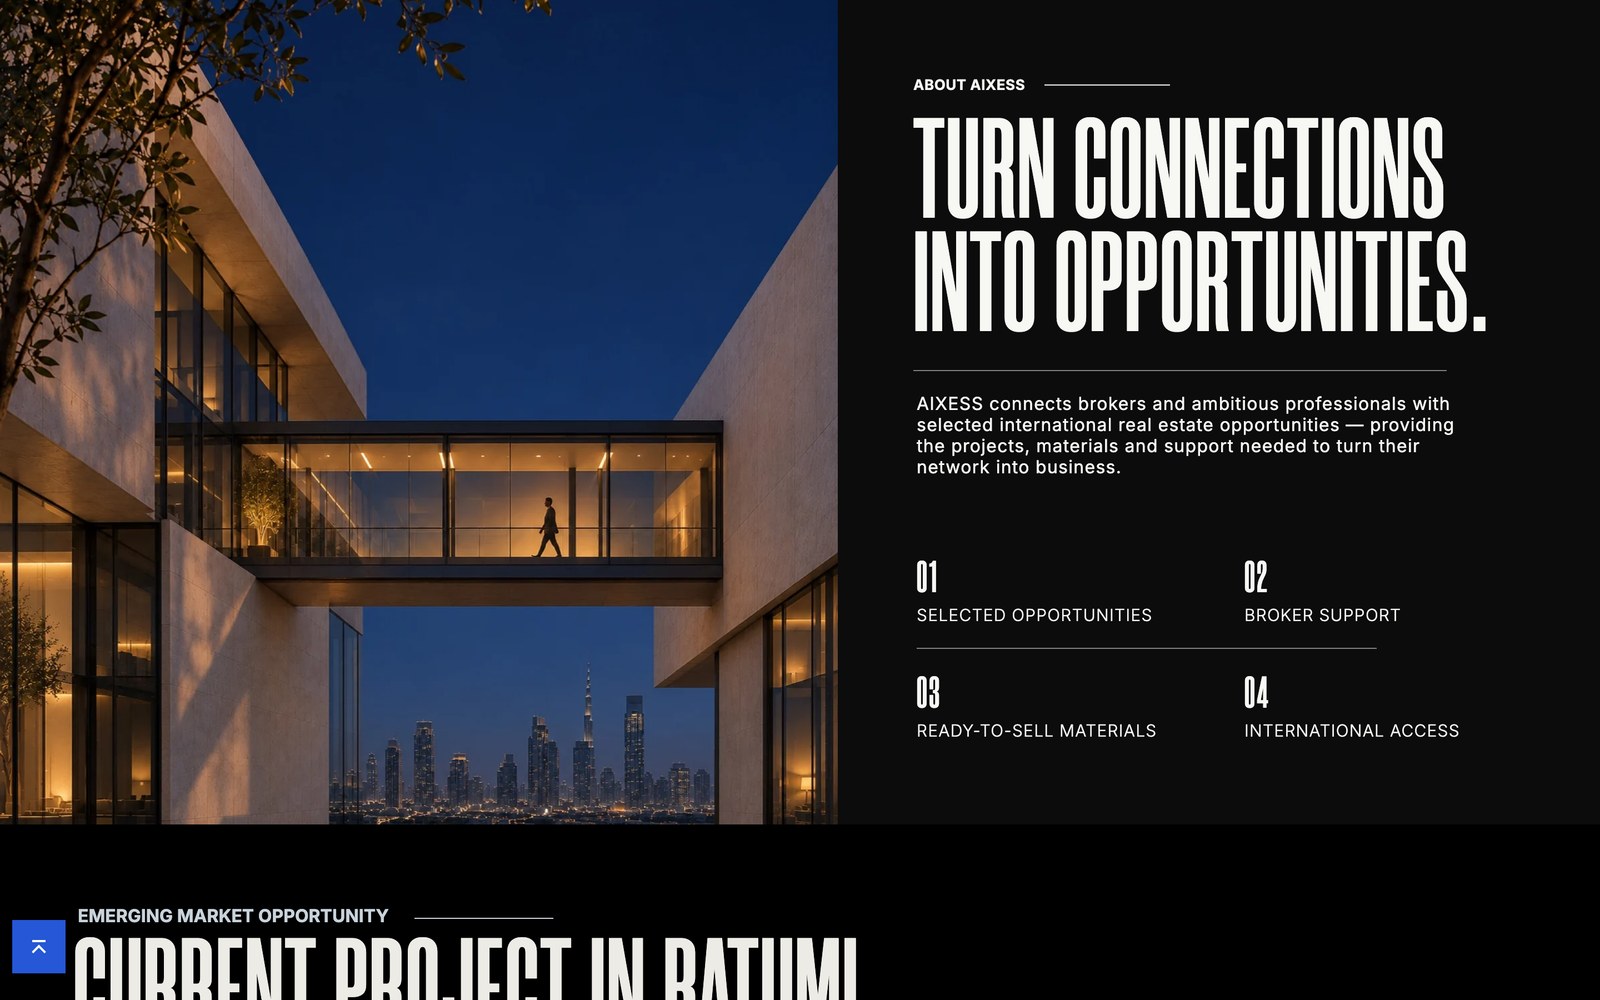 ABOUT AIXESS
TURN CONNECTIONS
INTO OPPORTUNITIES.
AIXESS connects brokers and ambitious professionals with
selected international real estate opportunities — providing
the projects, materials and support needed to turn their
network into business.
01
SELECTED OPPORTUNITIES
02
BROKER SUPPORT
03
READY-TO-SELL MATERIALS
04
INTERNATIONAL ACCESS
EMERGING MARKET OPPORTUNITY
CURRENT PROJECT IN BATUMI